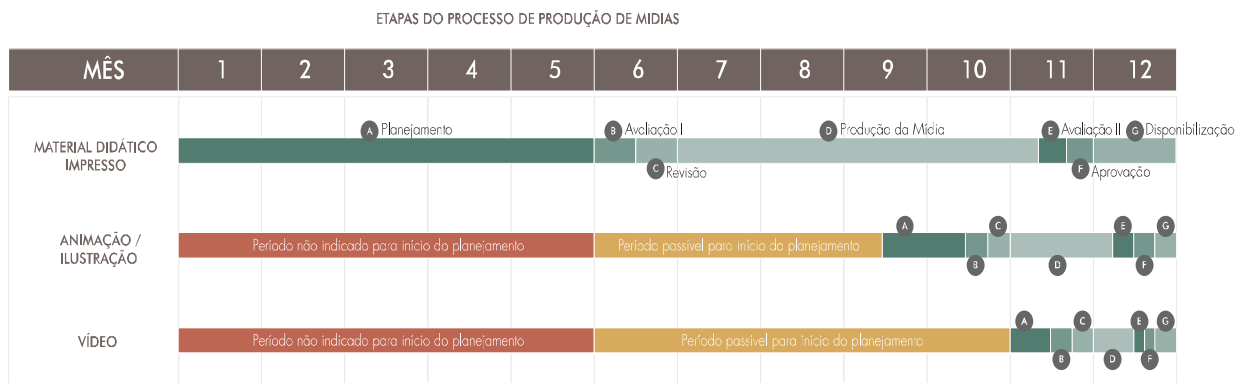 ETAPAS DO PROCESSO DE PRODUÇÃO DE MIDIAS
MÊS 1 2 3 4 5 6 7 8 9 10 11 12
A Planejamento B Avaliação I D Produção da Mídia E Avaliação II G Disponibilização
MATERIAL DIDÁTICO
IMPRESSO
C Revisão F Aprovação
A C E G
ANIMAÇÃO /
ILUSTRAÇÃO
Período não indicado para início do planejamento Período passível para início do planejamento
B D F
A C E G
VÍDEO Período não indicado para início do planejamento Período passível para início do planejamento
B D F